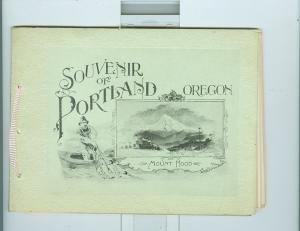 SOUVENIR
OF
PORTLAND
OREGON
MOUNT HOOD